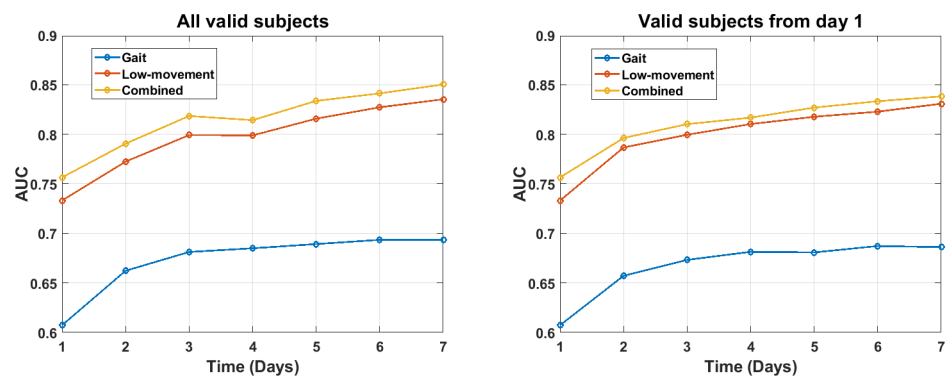 All valid subjects
0.9
0.85
0.8
0.75
0.7
0.65
0.6
AUC
Gait
Low-movement
Combined
1 2 3 4 5 6 7
Time (Days)
Valid subjects from day 1
0.9
0.85
0.8
0.75
0.7
0.65
0.6
AUC
Gait
Low-movement
Combined
1 2 3 4 5 6 7
Time (Days)